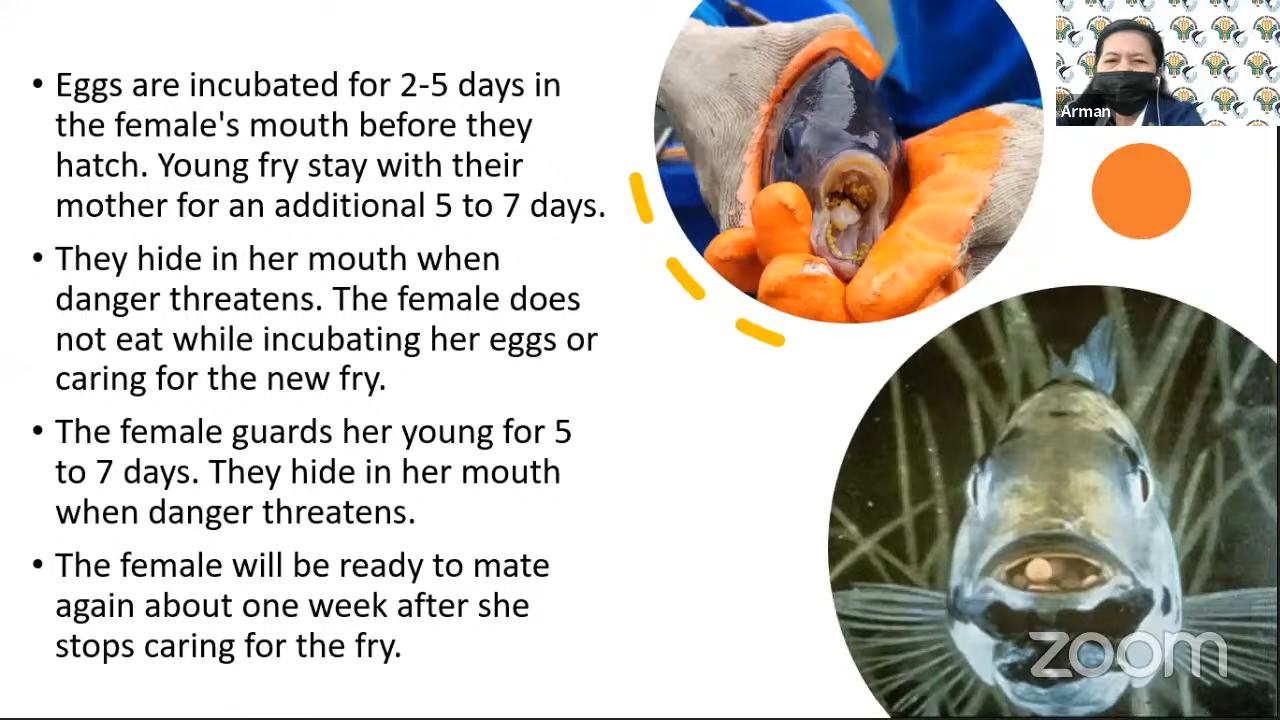 • Eggs are incubated for 2-5 days in
the female's mouth before they
hatch. Young fry stay with their
mother for an additional 5 to 7 days.
• They hide in her mouth when
danger threatens. The female does
not eat while incubating her eggs or
caring for the new fry.
• The female guards her young for 5
to 7 days. They hide in her mouth
when danger threatens.
• The female will be ready to mate
again about one week after she
stops caring for the fry.
Arman
zoom